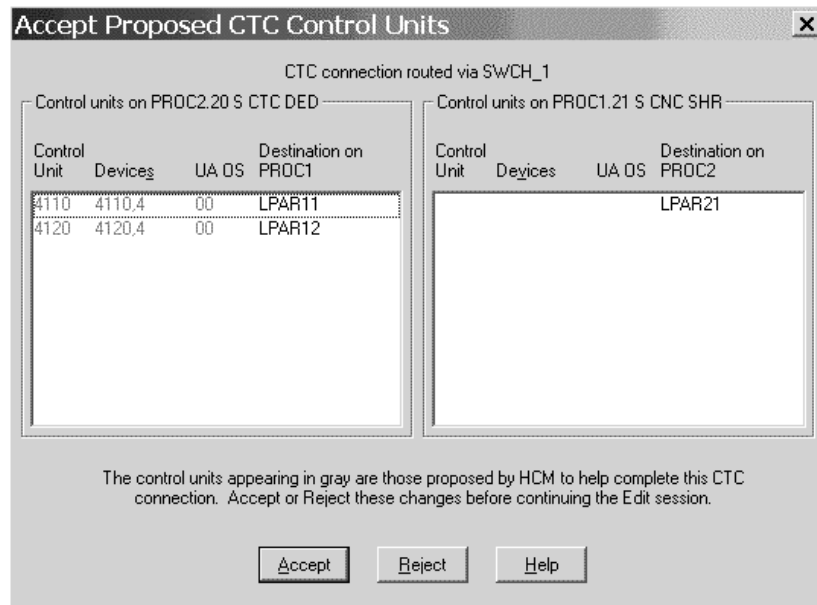 Accept Proposed CTC Control Units
CTC connection routed via SWCH_1
Control units on PROC2.20 S CTC DED
Control Unit Devices UA OS Destination on PROC1
4110 4110,4 00 LPAR11
4120 4120,4 00 LPAR12
Control units on PROC1.21 S CNC SHR
Control Unit Devices UA OS Destination on PROC2
LPAR21
The control units appearing in gray are those proposed by HCM to help complete this CTC
connection. Accept or Reject these changes before continuing the Edit session.
Accept Reject Help